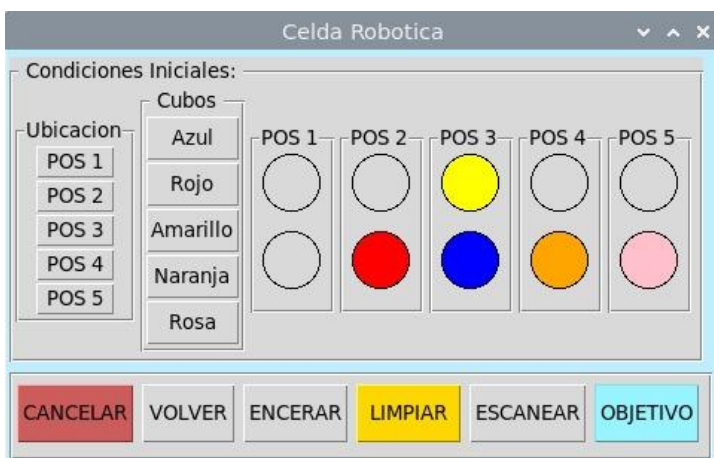 Celda Robotica
Condiciones Iniciales:
Ubicacion
POS 1
POS 2
POS 3
POS 4
POS 5
Cubos
Azul
Rojo
Amarillo
Naranja
Rosa
POS 1 POS 2 POS 3 POS 4 POS 5
CANCELAR VOLVER ENCERAR LIMPIAR ESCANEAR OBJETIVO